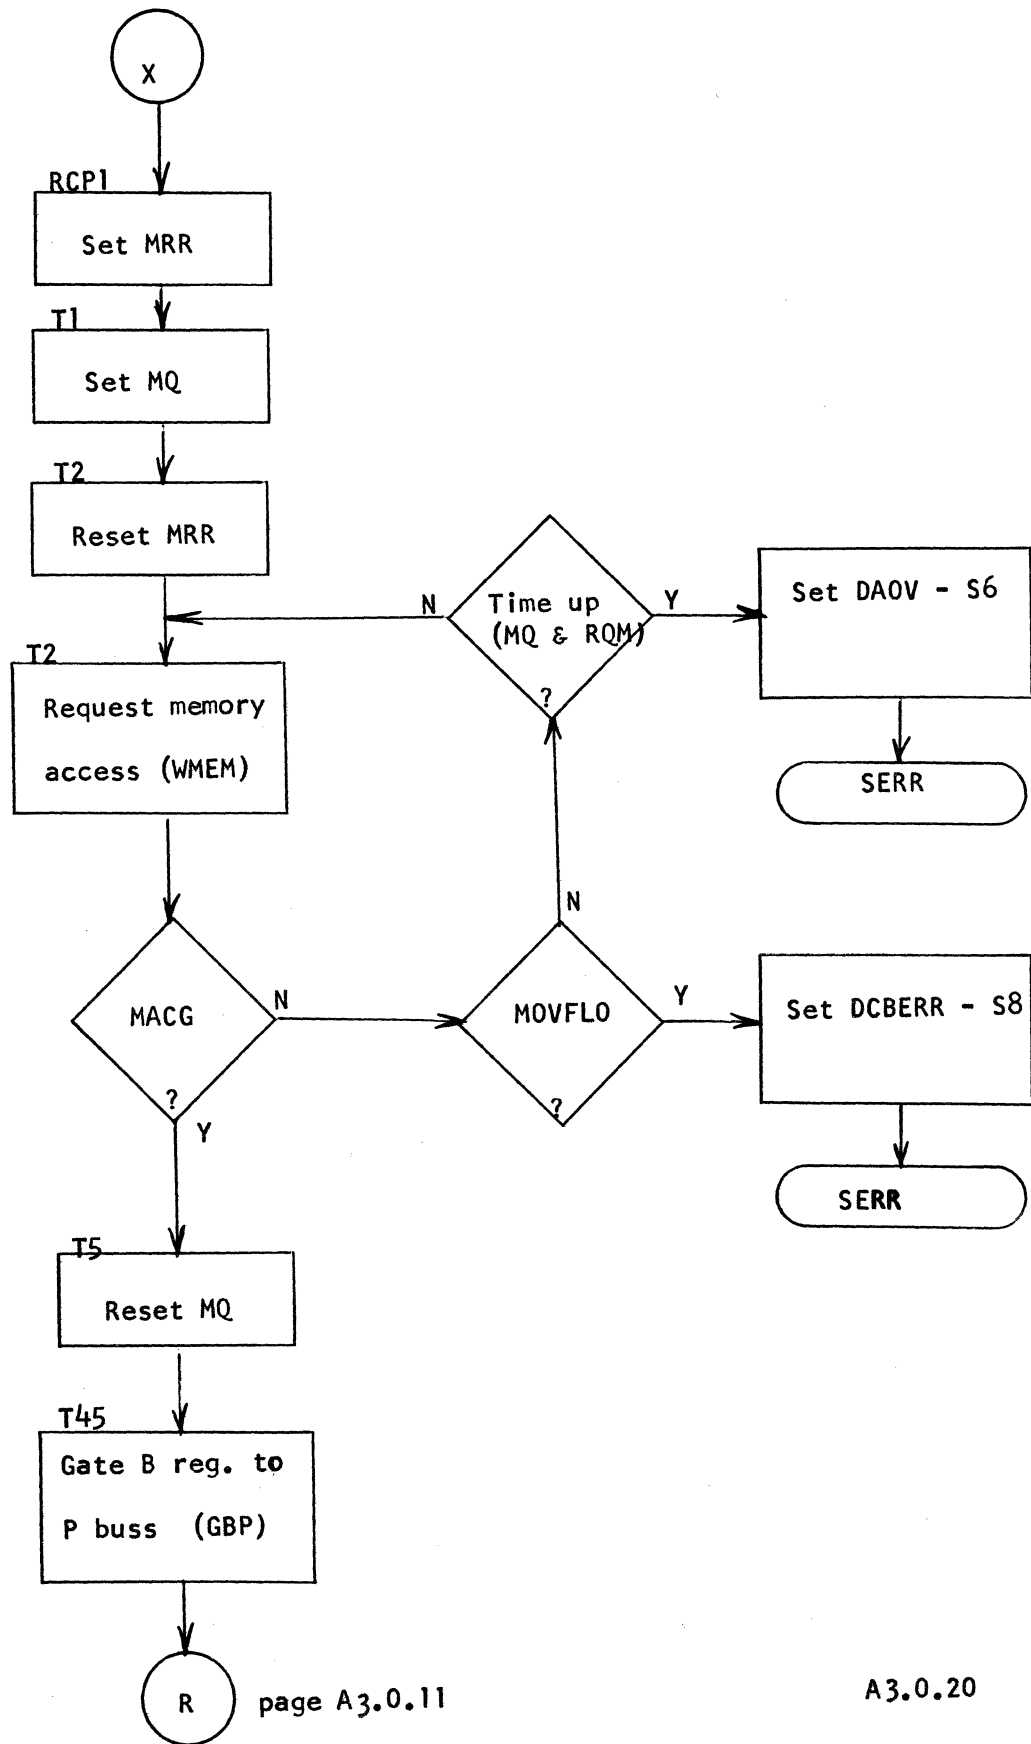 X
RCP1
Set MRR
T1
Set MQ
T2
Reset MRR
T2
Request memory
access (WMEM)
MACG
?
N
Y
MOVFLO
?
N
Y
Time up
(MQ & RQM)
?
N
Y
Set DAOV - S6
SERR
Set DCBERR - S8
SERR
T5
Reset MQ
T45
Gate B reg. to
P buss (GBP)
R
page A3.0.11
A3.0.20